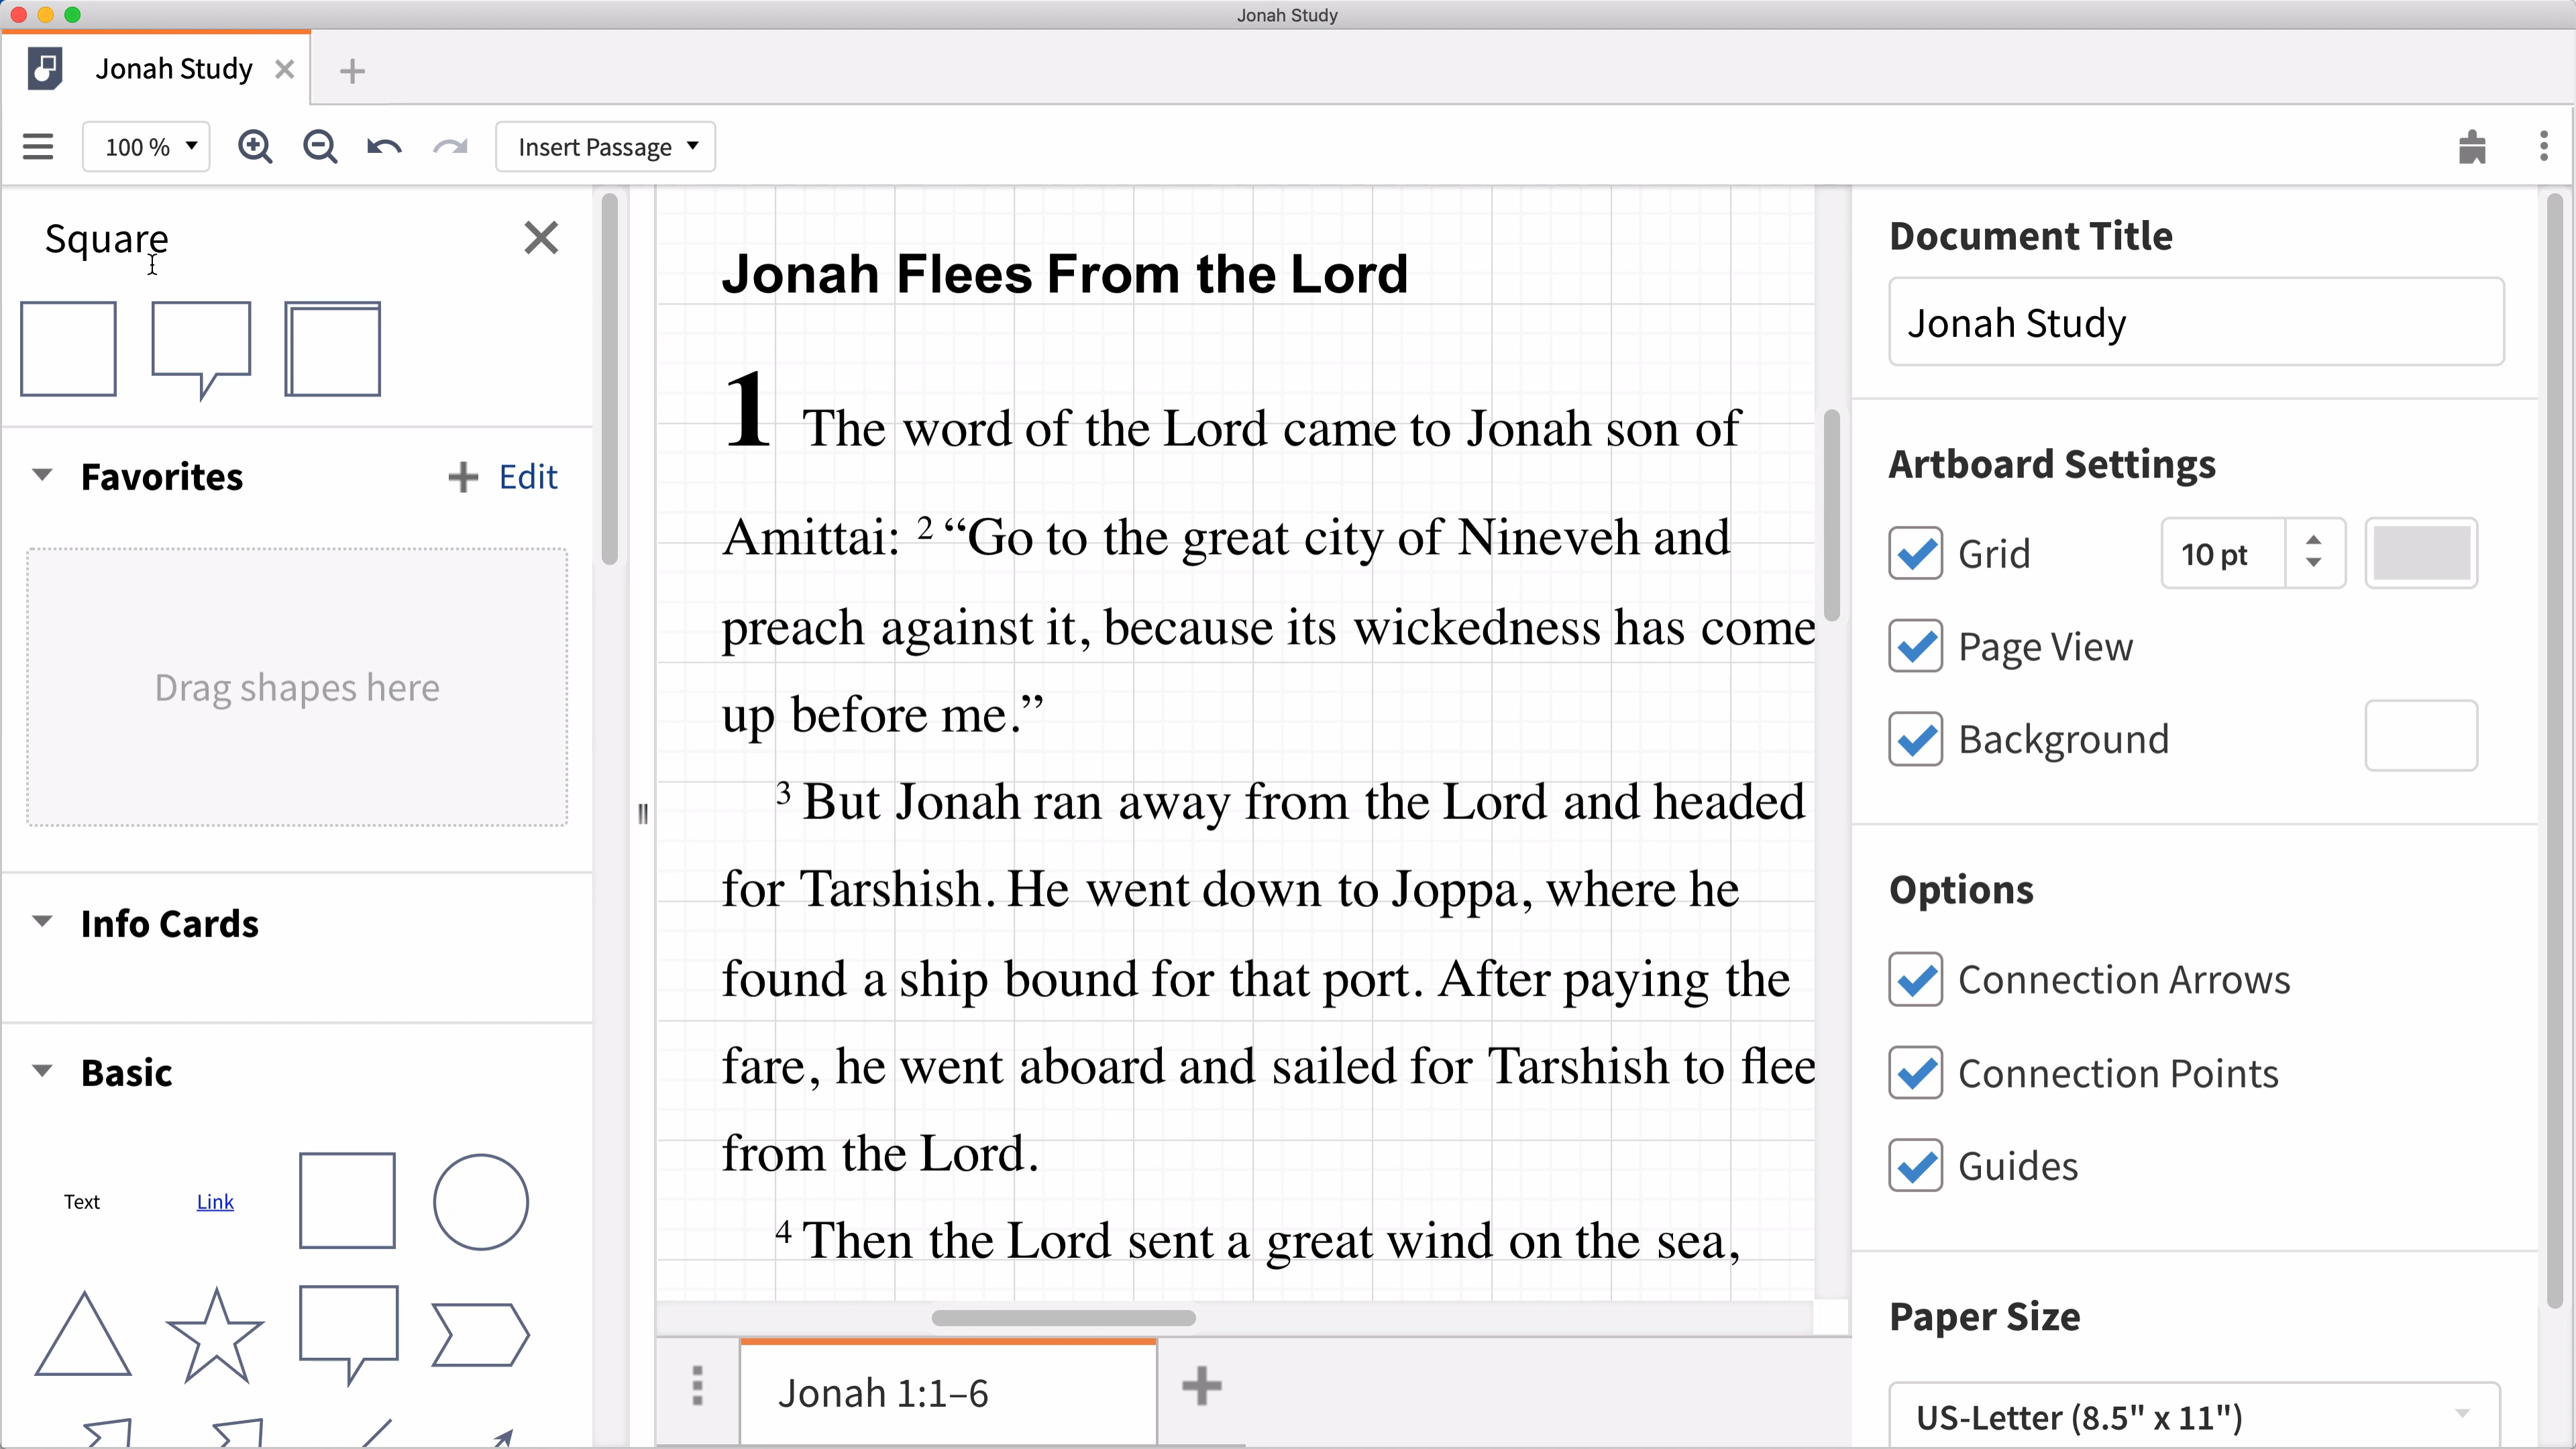 Jonah Study
Jonah Study
100 %
Insert Passage
Square
Favorites
Edit
Drag shapes here
Info Cards
Basic
Text
Link
Jonah Flees From the Lord
1 The word of the Lord came to Jonah son of
Amittai: 2 “Go to the great city of Nineveh and
preach against it, because its wickedness has come
up before me.”
3 But Jonah ran away from the Lord and headed
for Tarshish. He went down to Joppa, where he
found a ship bound for that port. After paying the
fare, he went aboard and sailed for Tarshish to flee
from the Lord.
4 Then the Lord sent a great wind on the sea,
Jonah 1:1–6
Document Title
Jonah Study
Artboard Settings
Grid
10 pt
Page View
Background
Options
Connection Arrows
Connection Points
Guides
Paper Size
US-Letter (8.5" x 11")